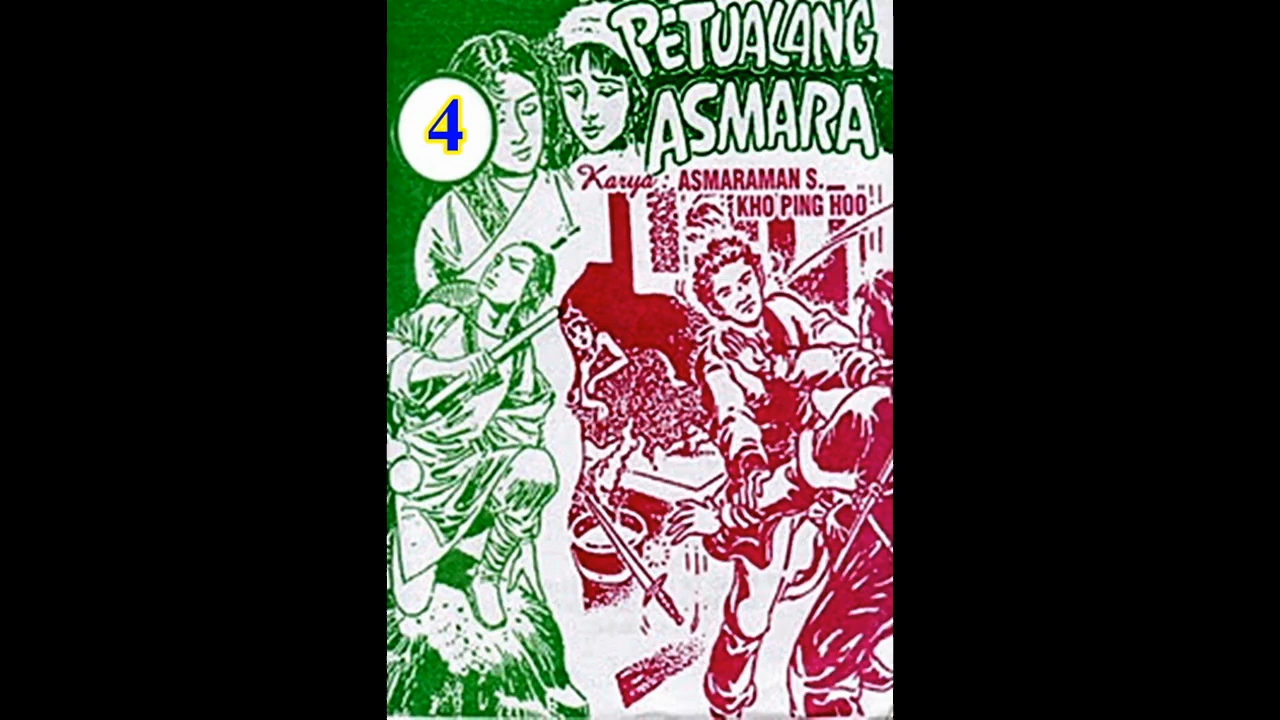 PETUALANG
ASMARA
4
Karya : ASMARAMAN S.
KHO PING HOO